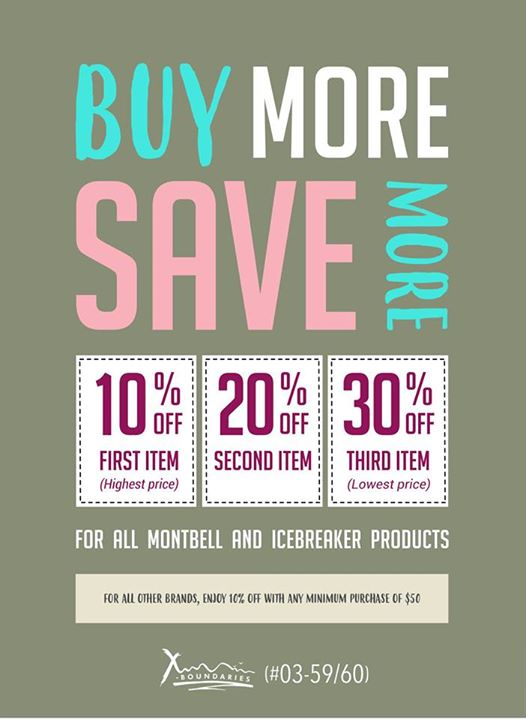 BUY MORE
SAVE MORE
10% OFF
FIRST ITEM
(Highest price)
20% OFF
SECOND ITEM
30% OFF
THIRD ITEM
(Lowest price)
FOR ALL MONTBELL AND ICEBREAKER PRODUCTS
FOR ALL OTHER BRANDS, ENJOY 10% OFF WITH ANY MINIMUM PURCHASE OF $50
X-BOUNDARIES (#03-59/60)